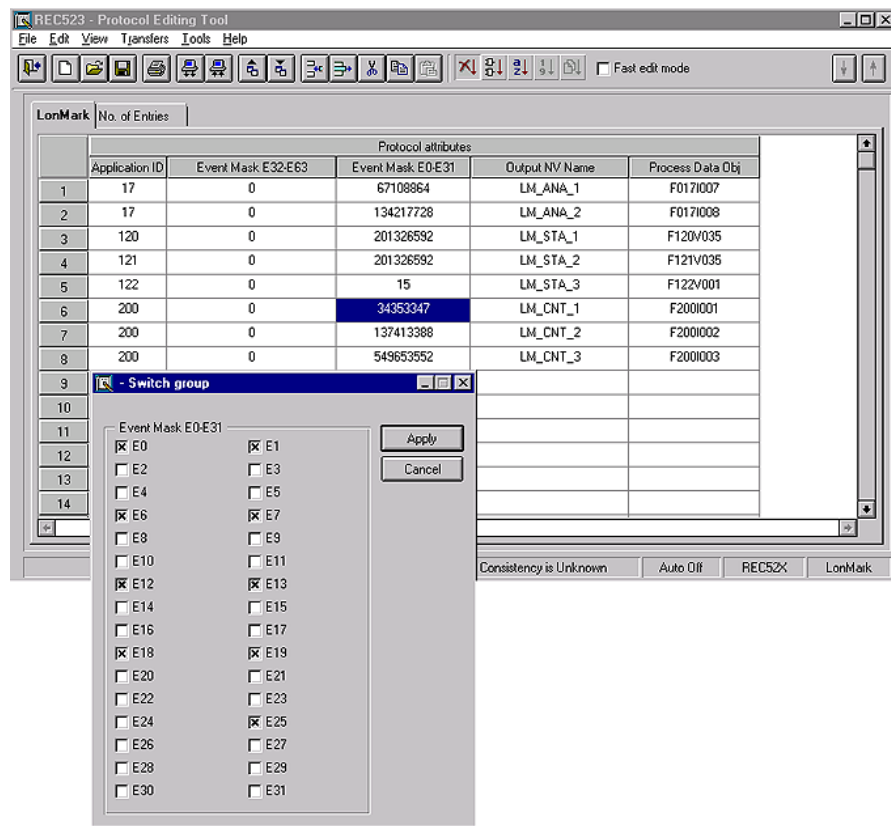 REC523 - Protocol Editing Tool
File Edit View Transfers Tools Help
Fast edit mode
LonMark No. of Entries
Protocol attributes
Application ID Event Mask E32-E63 Event Mask E0-E31 Output NV Name Process Data Obj
1 17 0 67108864 LM_ANA_1 F017I007
2 17 0 134217728 LM_ANA_2 F017I008
3 120 0 201326592 LM_STA_1 F120V035
4 121 0 201326592 LM_STA_2 F121V035
5 122 0 15 LM_STA_3 F122V001
6 200 0 34353347 LM_CNT_1 F200I001
7 200 0 137413388 LM_CNT_2 F200I002
8 200 0 549653552 LM_CNT_3 F200I003
9
10
11
12
13
14
- Switch group
Event Mask E0-E31
E0 E1
E2 E3
E4 E5
E6 E7
E8 E9
E10 E11
E12 E13
E14 E15
E16 E17
E18 E19
E20 E21
E22 E23
E24 E25
E26 E27
E28 E29
E30 E31
Apply
Cancel
Consistency is Unknown Auto Off REC52X LonMark